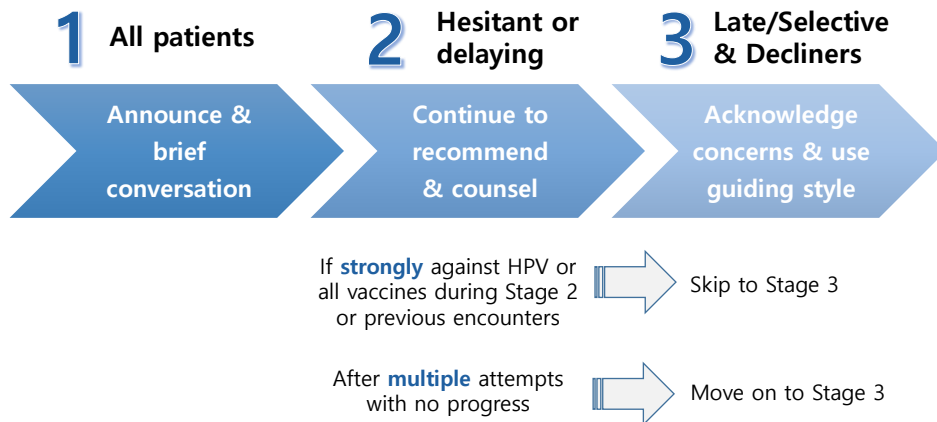 1 All patients
2 Hesitant or
delaying
3 Late/Selective
& Decliners
Announce &
brief
conversation
Continue to
recommend
& counsel
Acknowledge
concerns & use
guiding style
If strongly against HPV or
all vaccines during Stage 2
or previous encounters
Skip to Stage 3
After multiple attempts
with no progress
Move on to Stage 3